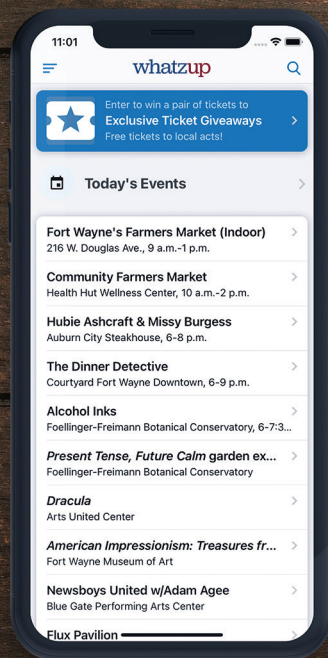 11:01
whatzup
Enter to win a pair of tickets to
Exclusive Ticket Giveaways
Free tickets to local acts!
Today's Events
Fort Wayne's Farmers Market (Indoor)
216 W. Douglas Ave., 9 a.m.-1 p.m.
Community Farmers Market
Health Hut Wellness Center, 10 a.m.-2 p.m.
Hubie Ashcraft & Missy Burgess
Auburn City Steakhouse, 6-8 p.m.
The Dinner Detective
Courtyard Fort Wayne Downtown, 6-9 p.m.
Alcohol Inks
Foellinger-Freimann Botanical Conservatory, 6-7:3...
Present Tense, Future Calm garden ex...
Foellinger-Freimann Botanical Conservatory
Dracula
Arts United Center
American Impressionism: Treasures fr...
Fort Wayne Museum of Art
Newsboys United w/Adam Agee
Blue Gate Performing Arts Center
Flux Pavilion